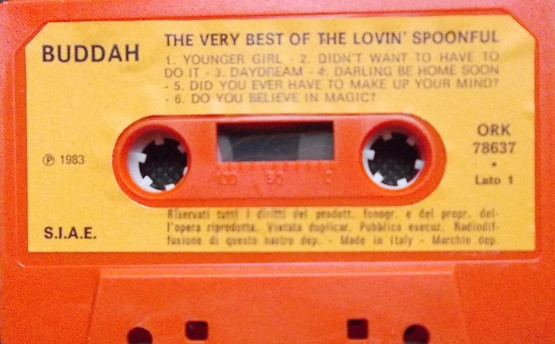 BUDDAH
THE VERY BEST OF THE LOVIN' SPOONFUL
1. YOUNGER GIRL - 2. DIDN'T WANT TO HAVE TO
DO IT - 3. DAYDREAM - 4. DARLING BE HOME SOON
- 5. DID YOU EVER HAVE TO MAKE UP YOUR MIND?
- 6. DO YOU BELIEVE IN MAGIC?
ORK
78637
•
Lato 1
℗ 1983
100 50 0
S.I.A.E.
Riservati tutti i diritti del prodott. fonogr. e del propr. del-
l'opera riprodotta. Vietata duplicaz. Pubblica esecuz. Radiodif-
fusione di questo nastro dep. - Made in Italy - Marchio dep.